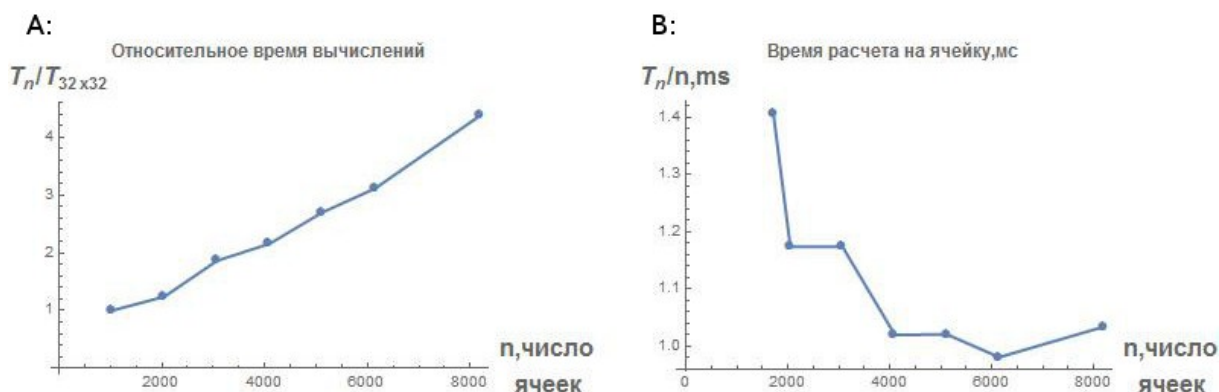 A:
Относительное время вычислений
Tn/T32 x32
4
3
2
1
2000 4000 6000 8000
n,число
ячеек
B:
Время расчета на ячейку,мс
Tn/n,ms
1.4
1.3
1.2
1.1
1.0
0 2000 4000 6000 8000
n,число
ячеек